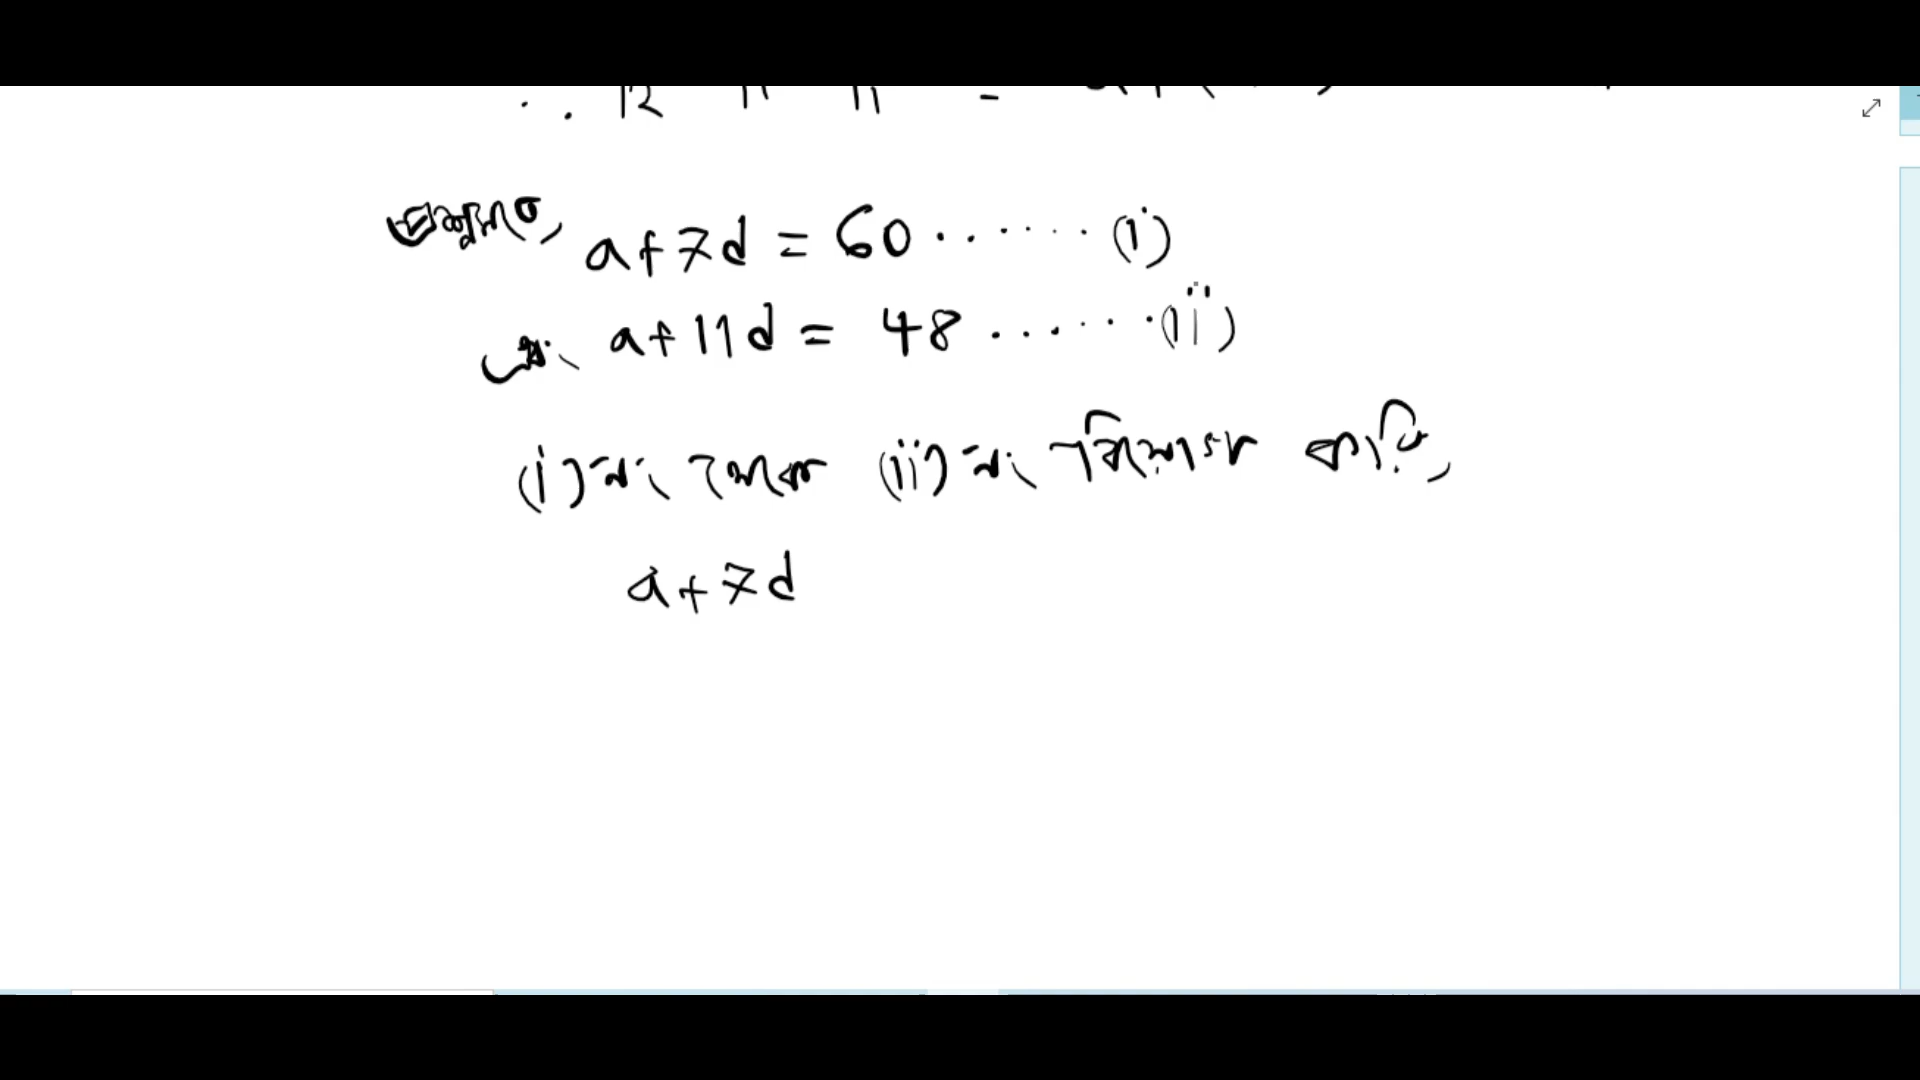 প্রশ্নমতে, a+7d = 60 ...... (i)
এবং a+11d = 48 ...... (ii)
(i)নং থেকে (ii)নং বিয়োগ করি,
a+7d